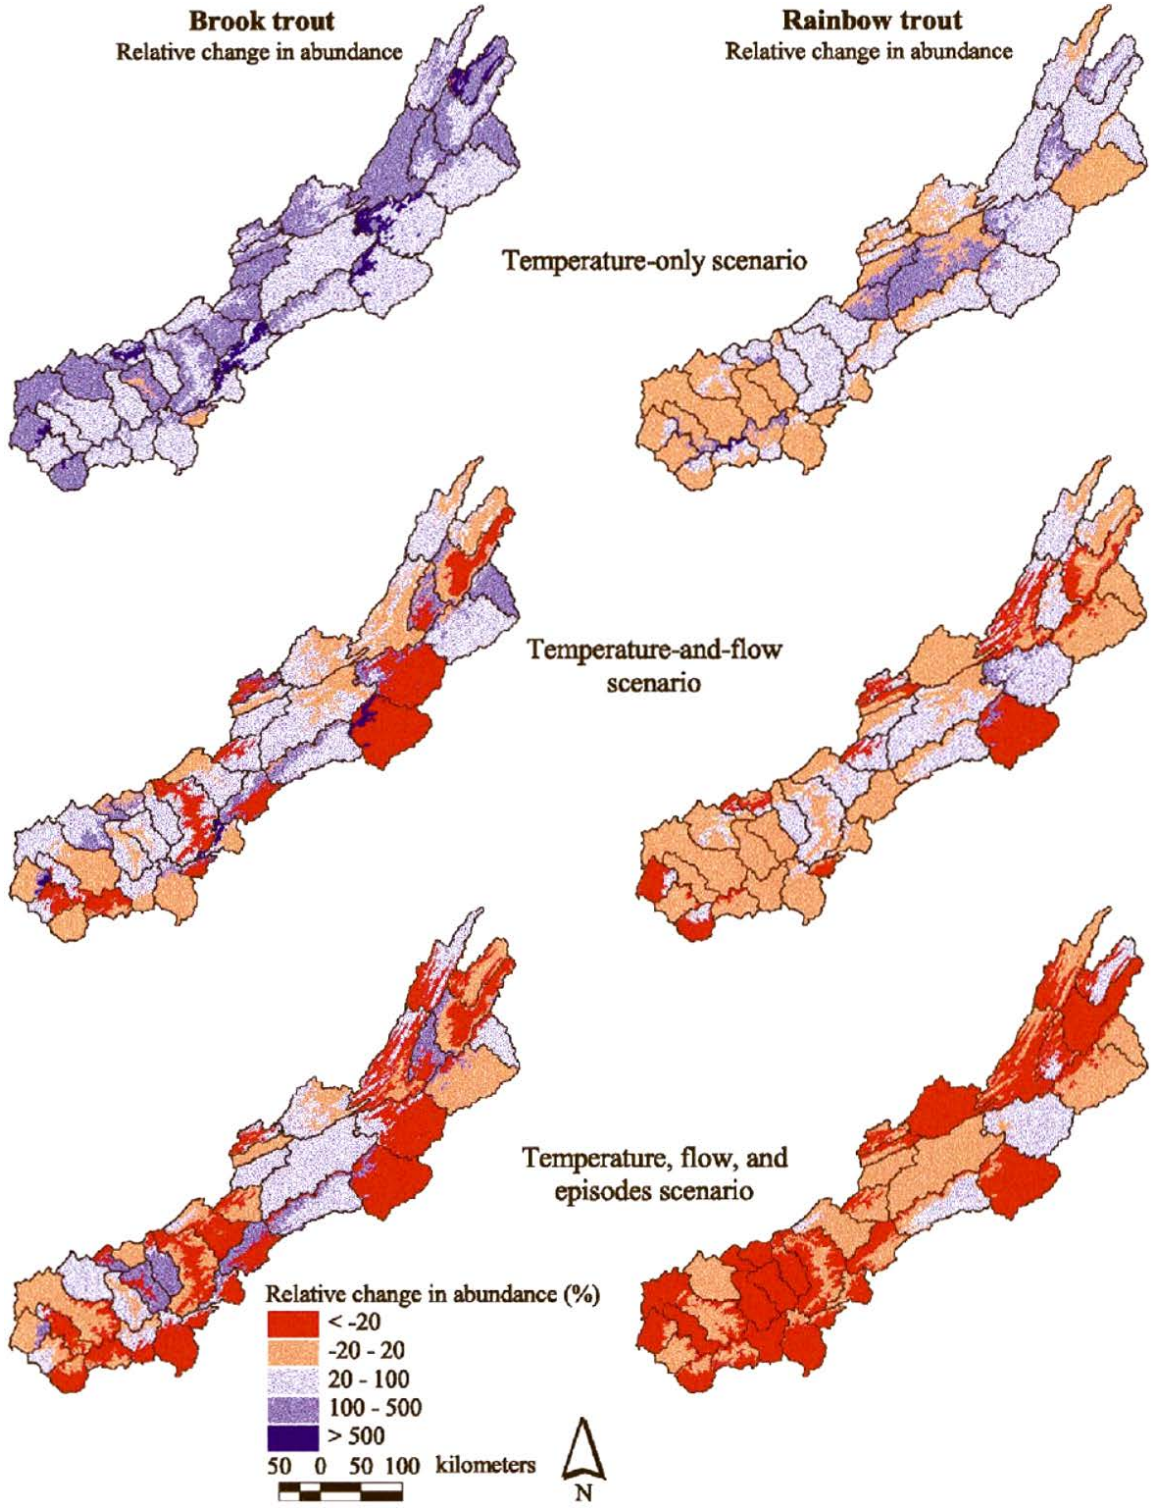 Brook trout
Relative change in abundance
Rainbow trout
Relative change in abundance
Temperature-only scenario
Temperature-and-flow
scenario
Temperature, flow, and
episodes scenario
Relative change in abundance (%)
< -20
-20 - 20
20 - 100
100 - 500
> 500
50 0 50 100 kilometers
N